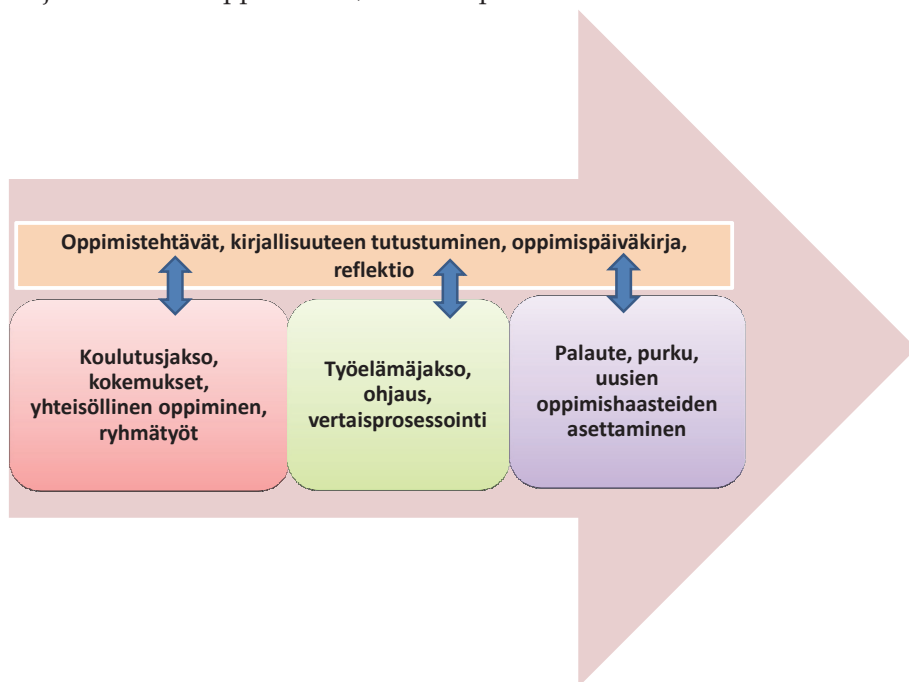 Oppimistehtävät, kirjallisuuteen tutustuminen, oppimispäiväkirja,
reflektio
Koulutusjakso,
kokemukset,
yhteisöllinen oppiminen,
ryhmätyöt
Työelämäjakso,
ohjaus,
vertaisprosessointi
Palaute, purku,
uusien
oppimishaasteiden
asettaminen